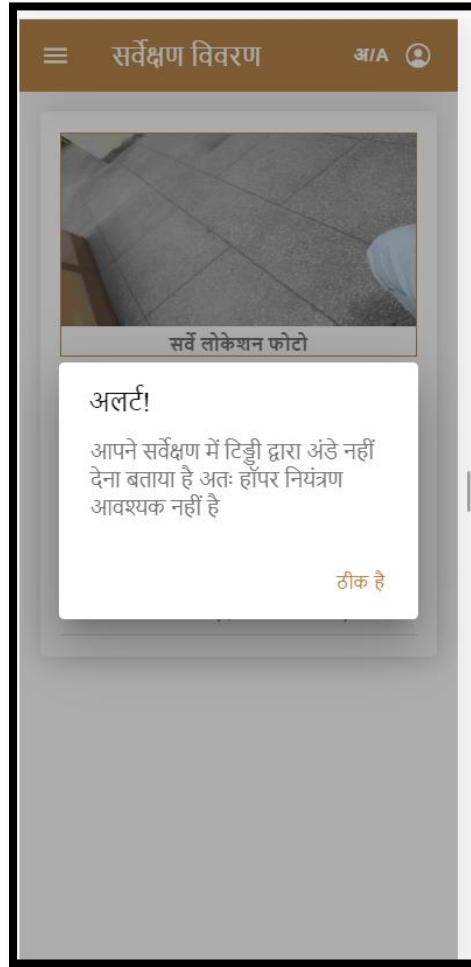 सर्वेक्षण विवरण अ/A
सर्वे लोकेशन फोटो
अलर्ट!
आपने सर्वेक्षण में टिड्डी द्वारा अंडे नहीं
देना बताया है अतः हॉपर नियंत्रण
आवश्यक नहीं है
ठीक है